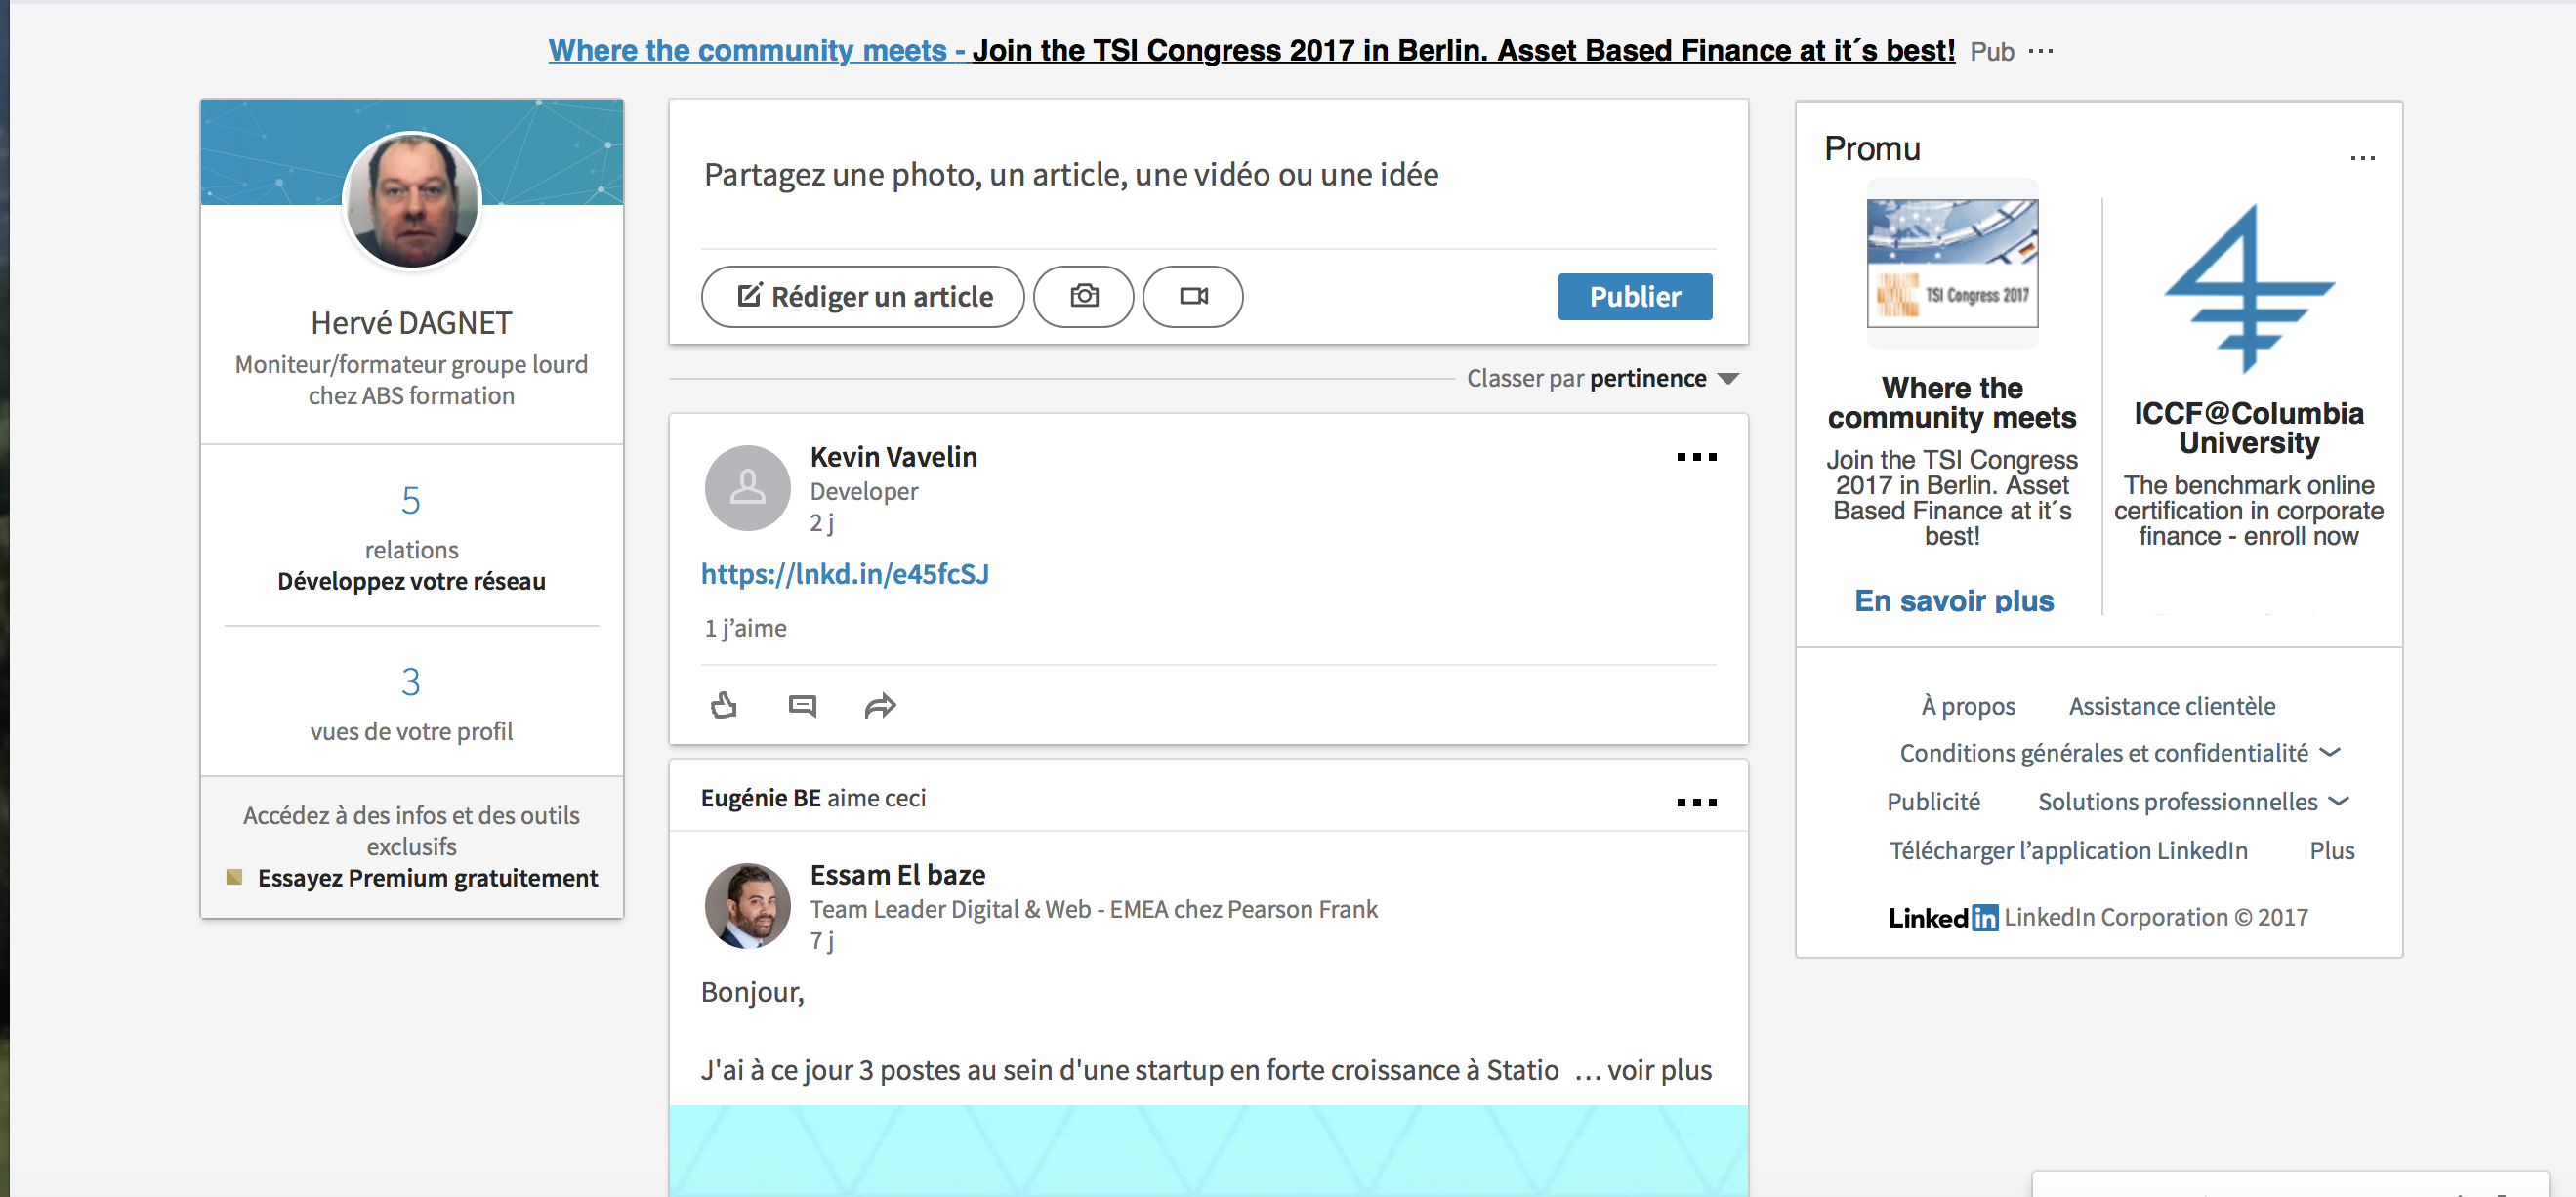 Where the community meets - Join the TSI Congress 2017 in Berlin. Asset Based Finance at it´s best! Pub ...
Hervé DAGNET
Moniteur/formateur groupe lourd
chez ABS formation
5
relations
Développez votre réseau
3
vues de votre profil
Accédez à des infos et des outils
exclusifs
Essayez Premium gratuitement
Partagez une photo, un article, une vidéo ou une idée
Rédiger un article
Publier
Classer par pertinence
Kevin Vavelin
Developer
2 j
https://lnkd.in/e45fcSJ
1 j’aime
Eugénie BE aime ceci
Essam El baze
Team Leader Digital & Web - EMEA chez Pearson Frank
7 j
Bonjour,
J'ai à ce jour 3 postes au sein d'une startup en forte croissance à Statio ... voir plus
Promu
...
TSI Congress 2017
Where the
community meets
Join the TSI Congress
2017 in Berlin. Asset
Based Finance at it´s
best!
En savoir plus
ICCF@Columbia
University
The benchmark online
certification in corporate
finance - enroll now
À propos Assistance clientèle
Conditions générales et confidentialité
Publicité Solutions professionnelles
Télécharger l’application LinkedIn Plus
LinkedIn LinkedIn Corporation © 2017